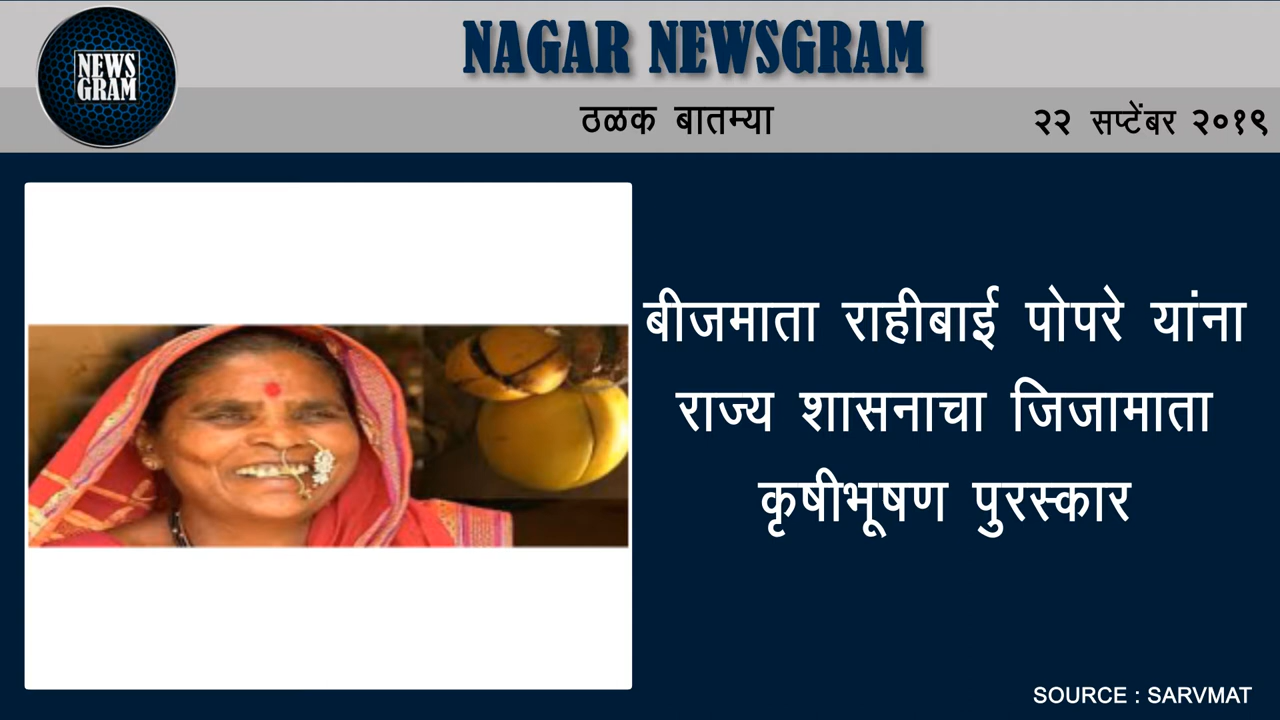 NEWS
GRAM
NAGAR NEWSGRAM
ठळक बातम्या
२२ सप्टेंबर २०१९
बीजमाता राहीबाई पोपरे यांना
राज्य शासनाचा जिजामाता
कृषीभूषण पुरस्कार
SOURCE : SARVMAT